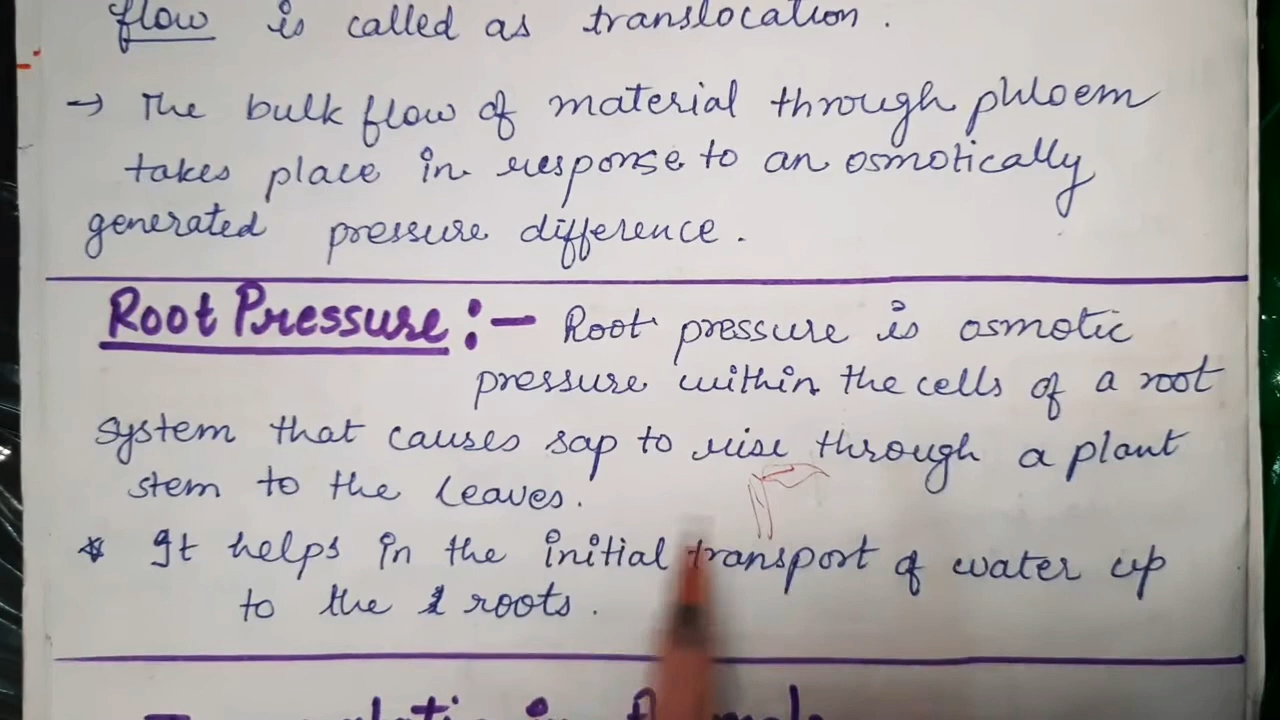 flow is called as translocation.
→ The bulk flow of material through phloem
takes place in response to an osmotically
generated pressure difference.
Root Pressure :- Root pressure is osmotic
pressure within the cells of a root
system that causes sap to rise through a plant
stem to the leaves.
* It helps in the initial transport of water up
to the roots.
in